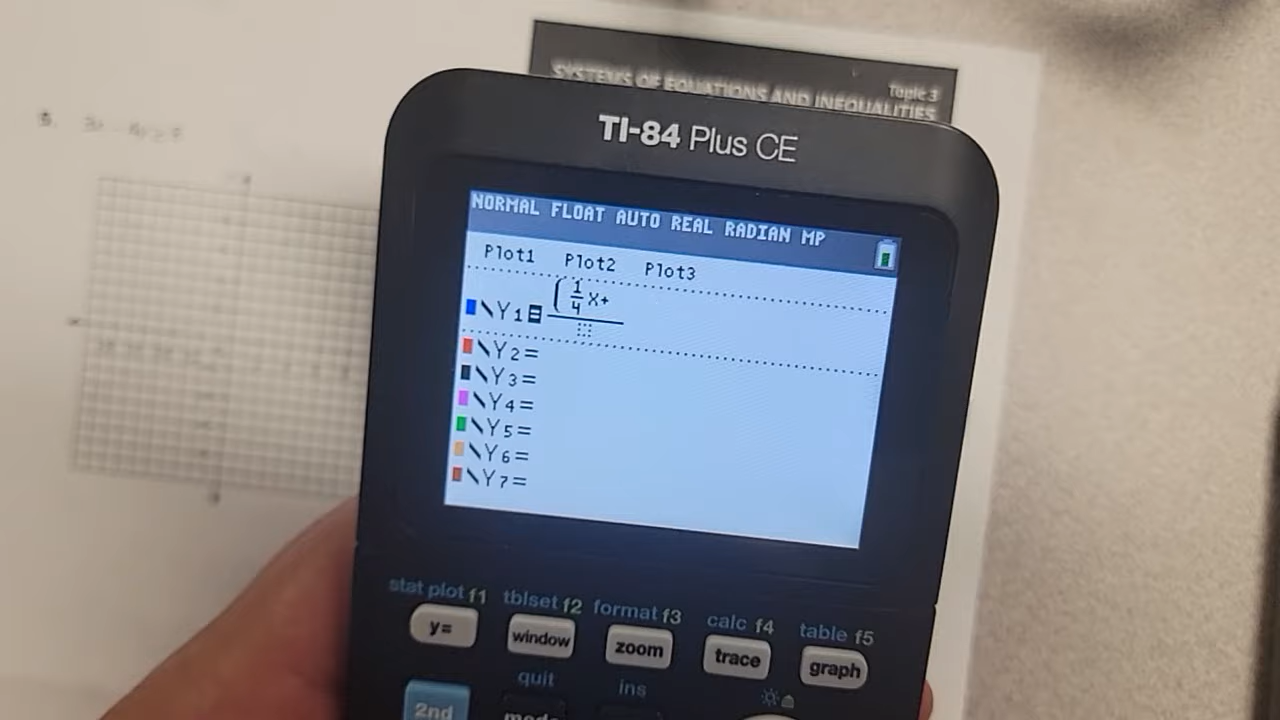 SYSTEMS OF EQUATIONS AND INEQUALITIES
Topic 3
TI-84 Plus CE
NORMAL FLOAT AUTO REAL RADIAN MP
Plot1 Plot2 Plot3
\Y1=(1/4X+
\Y2=
\Y3=
\Y4=
\Y5=
\Y6=
\Y7=
stat plot f1 tblset f2 format f3 calc f4 table f5
y= window zoom trace graph
quit ins
2nd mode